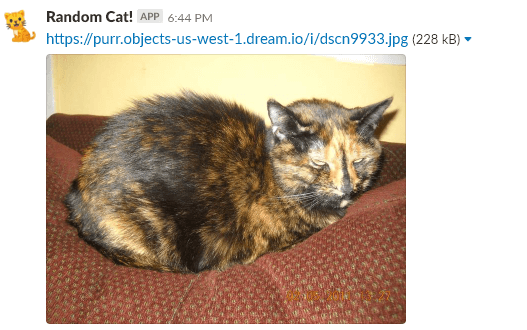 Random Cat! APP 6:44 PM
https://purr.objects-us-west-1.dream.io/i/dscn9933.jpg (228 kB)